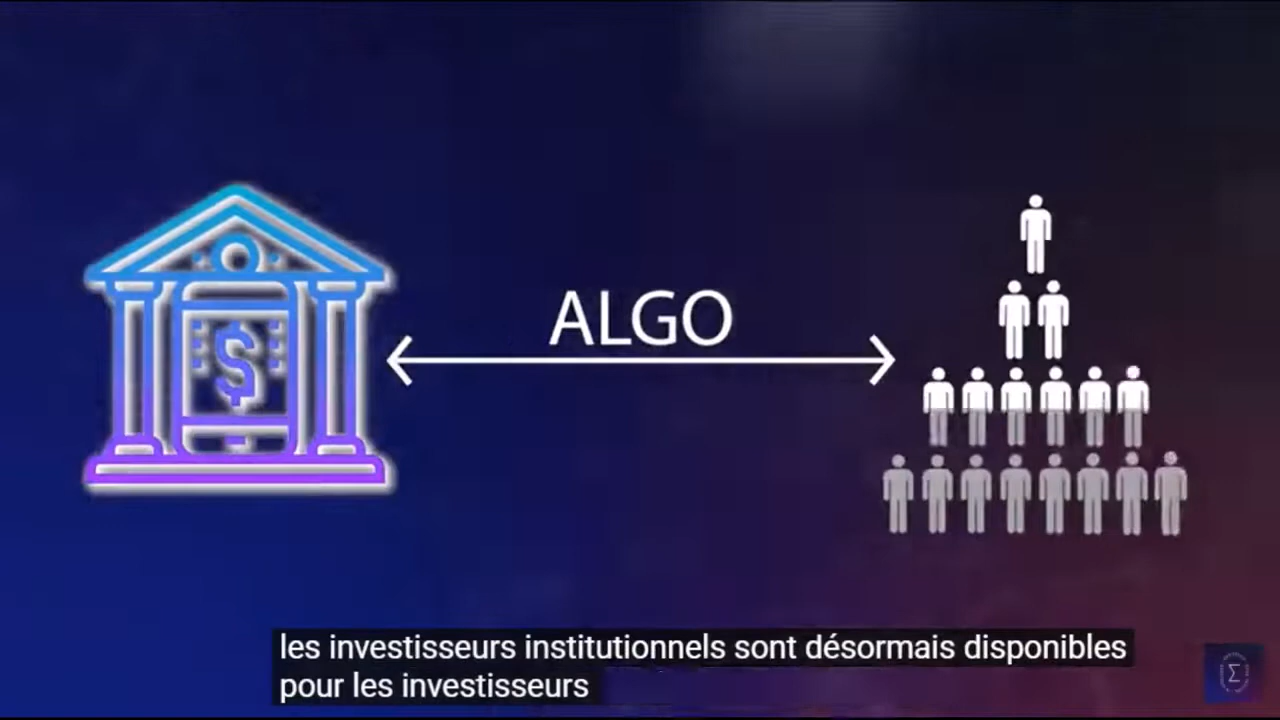 ALGO
$
les investisseurs institutionnels sont désormais disponibles
pour les investisseurs
Σ